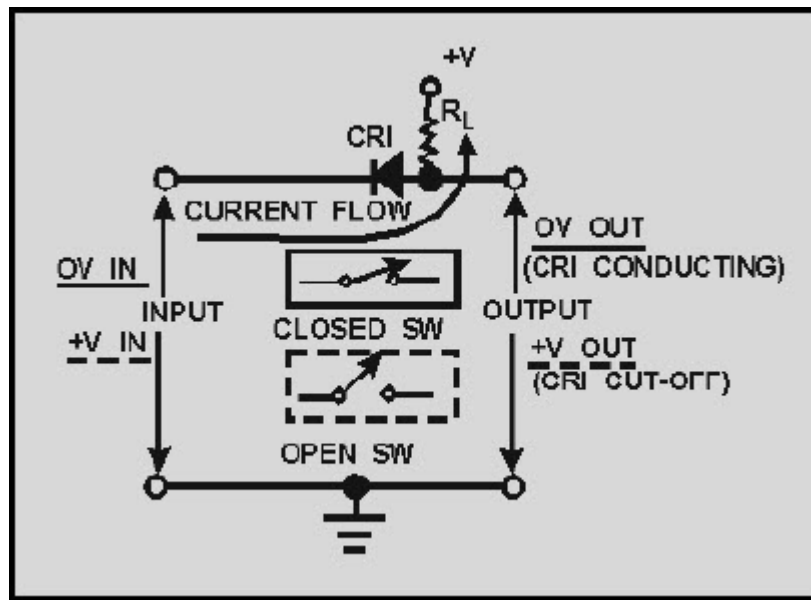 +V
RL
CRI
CURRENT FLOW
OV IN
INPUT
+V IN
OV OUT
(CRI CONDUCTING)
OUTPUT
+V OUT
(CRI CUT-OFF)
CLOSED SW
OPEN SW